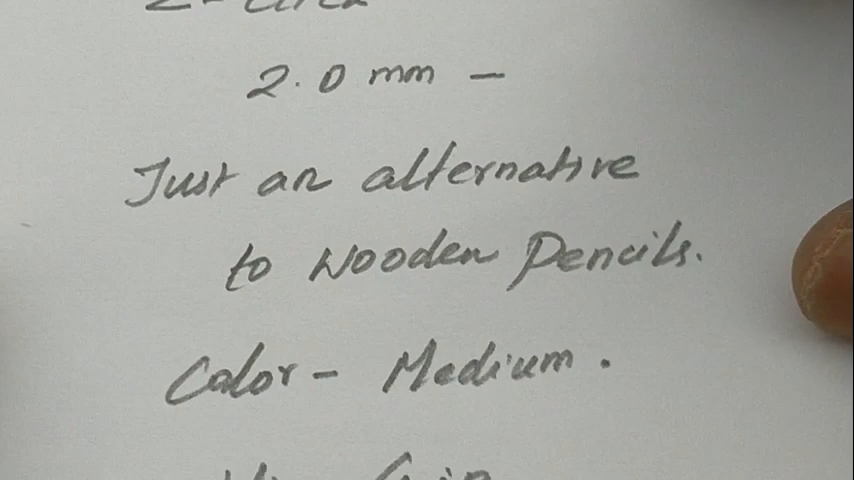 2.0 mm –
Just an alternative
to Wooden Pencils.
Color - Medium.